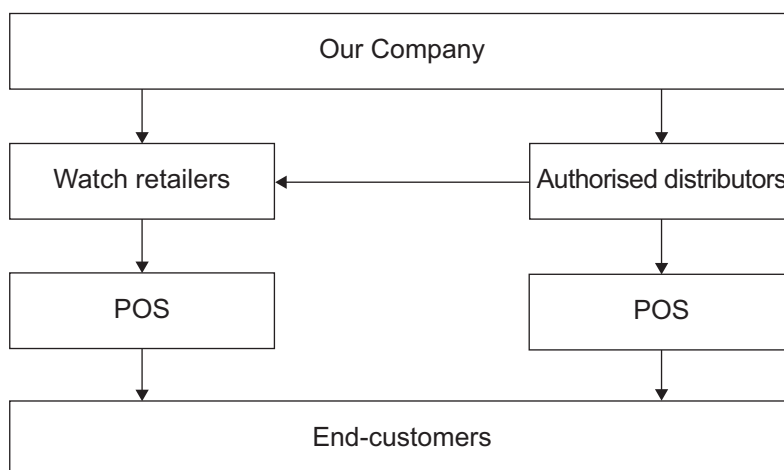 Our Company
Watch retailers
Authorised distributors
POS
POS
End-customers